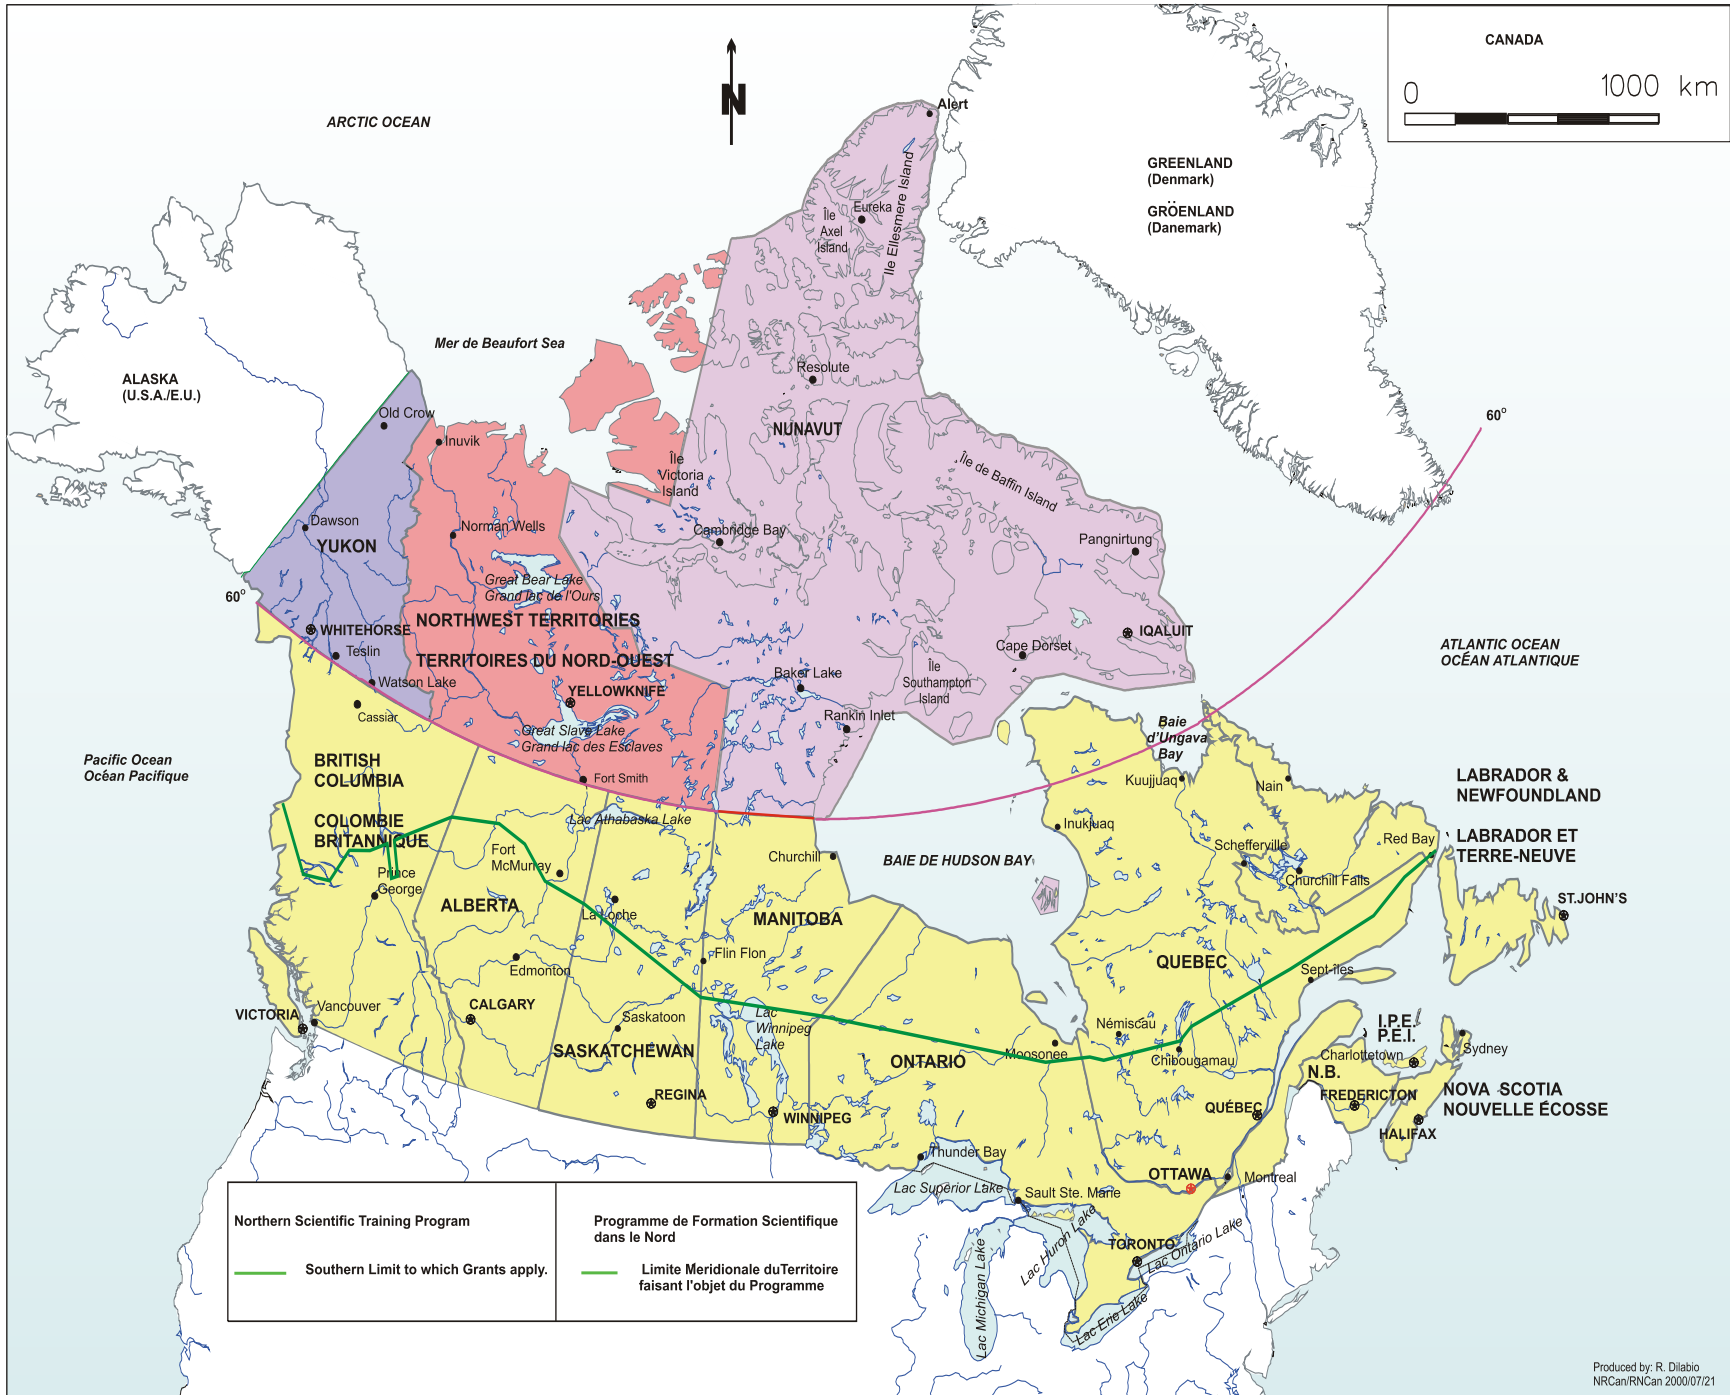 CANADA
0 1000 km
N
ARCTIC OCEAN
Alert
GREENLAND
(Denmark)
GRÖENLAND
(Danemark)
Île
Axel
Island
Eureka
Ile Ellesmere Island
Mer de Beaufort Sea
ALASKA
(U.S.A./E.U.)
Resolute
Old Crow
Inuvik
NUNAVUT
60°
Île
Victoria
Island
Île de Baffin Island
Dawson
YUKON
Norman Wells
Cambridge Bay
Pangnirtung
Great Bear Lake
Grand lac de l'Ours
60°
WHITEHORSE
NORTHWEST TERRITORIES
TERRITOIRES DU NORD-OUEST
Teslin
Watson Lake
Cassiar
YELLOWKNIFE
Great Slave Lake
Grand lac des Esclaves
Fort Smith
Baker Lake
Rankin Inlet
Île
Southampton
Island
Cape Dorset
IQALUIT
ATLANTIC OCEAN
OCÉAN ATLANTIQUE
Baie
d'Ungava
Bay
Pacific Ocean
Océan Pacifique
BRITISH
COLUMBIA
COLOMBIE
BRITANNIQUE
Lac Athabaska Lake
Kuujjuaq
Nain
LABRADOR &
NEWFOUNDLAND
LABRADOR ET
TERRE-NEUVE
Inukjuaq
Schefferville
Red Bay
Churchill Falls
Churchill
BAIE DE HUDSON BAY
Fort
McMurray
Prince
George
ALBERTA
La Loche
MANITOBA
ST.JOHN'S
Flin Flon
Edmonton
QUEBEC
Sept-îles
CALGARY
VICTORIA
Vancouver
Saskatoon
SASKATCHEWAN
Lac
Winnipeg
Lake
ONTARIO
Moosonee
Némiscau
Chibougamau
I.P.E.
P.E.I.
Charlottetown
Sydney
N.B.
FREDERICTON
NOVA SCOTIA
NOUVELLE ÉCOSSE
HALIFAX
REGINA
WINNIPEG
QUÉBEC
Thunder Bay
OTTAWA
Montreal
Lac Supérior Lake
Sault Ste. Marie
Lac Huron Lake
TORONTO
Lac Ontario Lake
Lac Michigan Lake
Lac Erie Lake
Northern Scientific Training Program
Southern Limit to which Grants apply.
Programme de Formation Scientifique
dans le Nord
Limite Meridionale duTerritoire
faisant l'objet du Programme
Produced by: R. Dilabio
NRCan/RNCan 2000/07/21